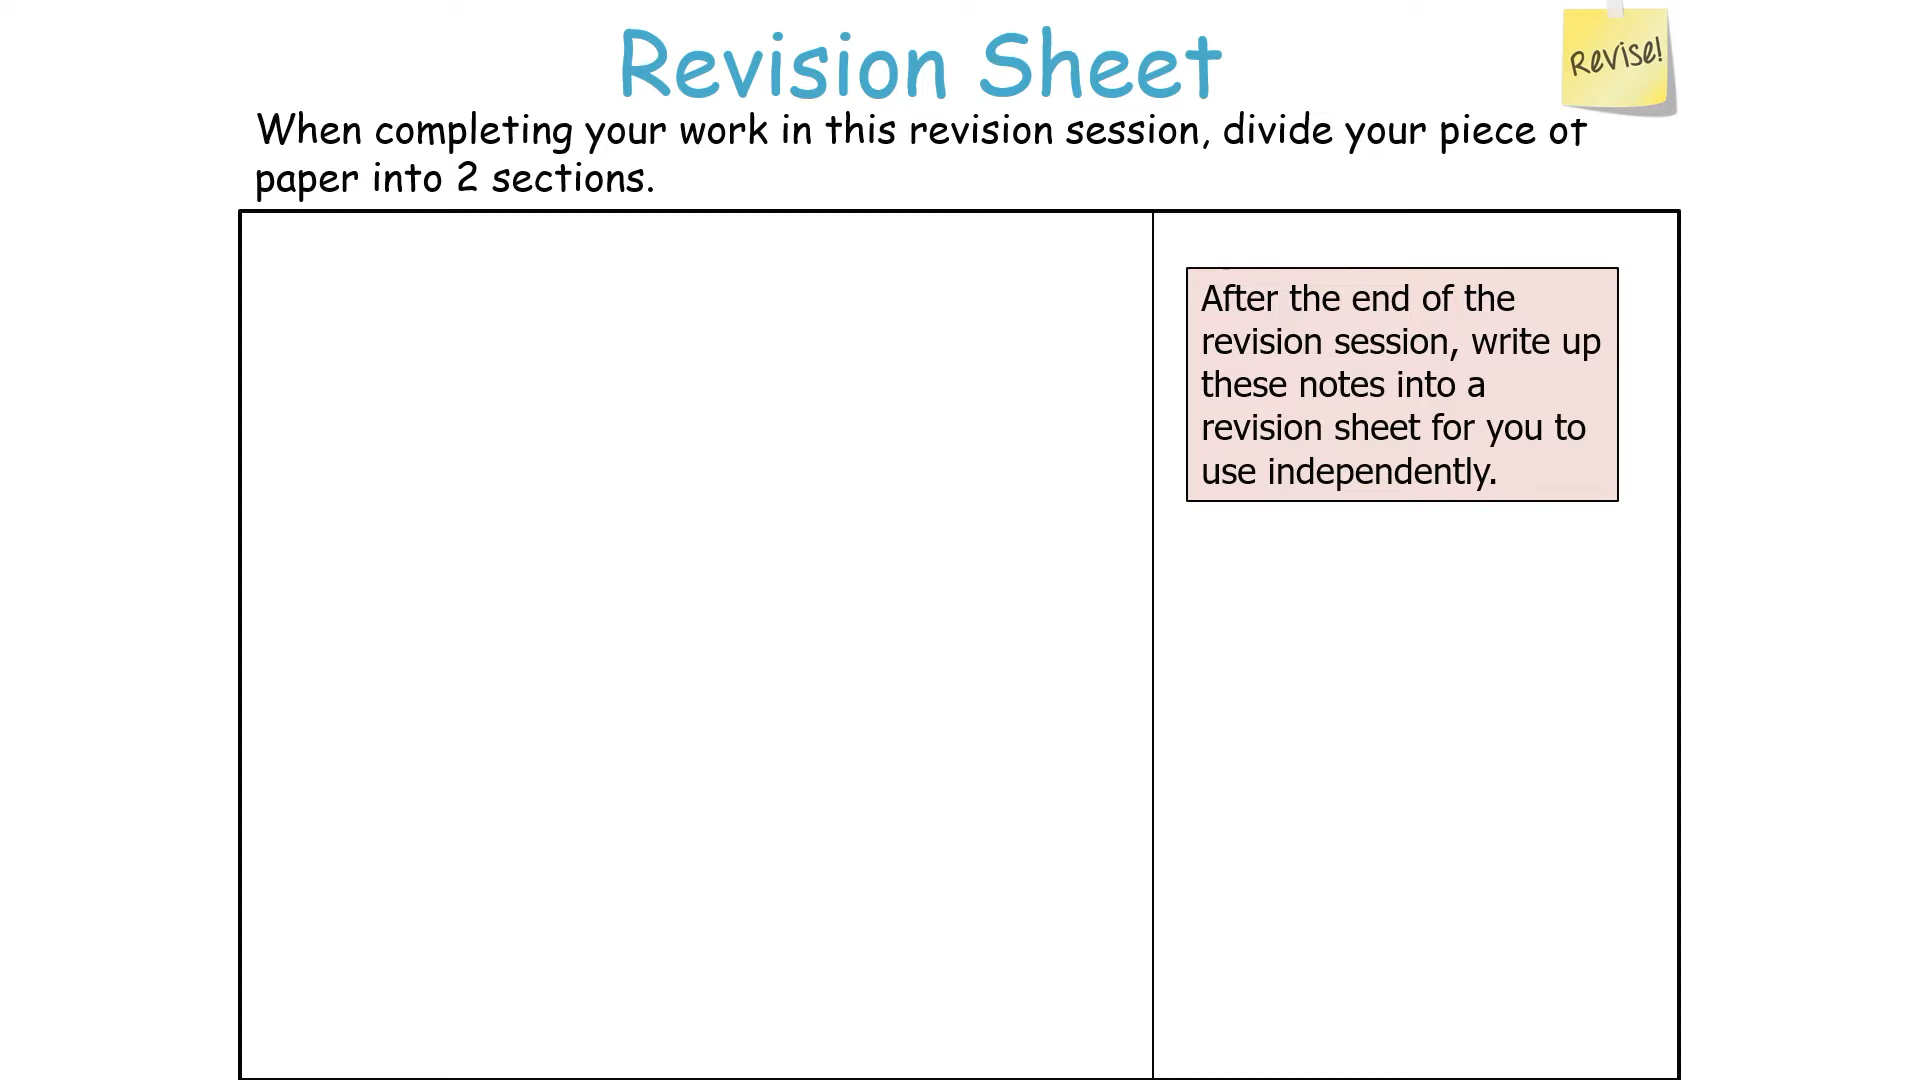 Revision Sheet
Revise!
When completing your work in this revision session, divide your piece of
paper into 2 sections.
After the end of the
revision session, write up
these notes into a
revision sheet for you to
use independently.